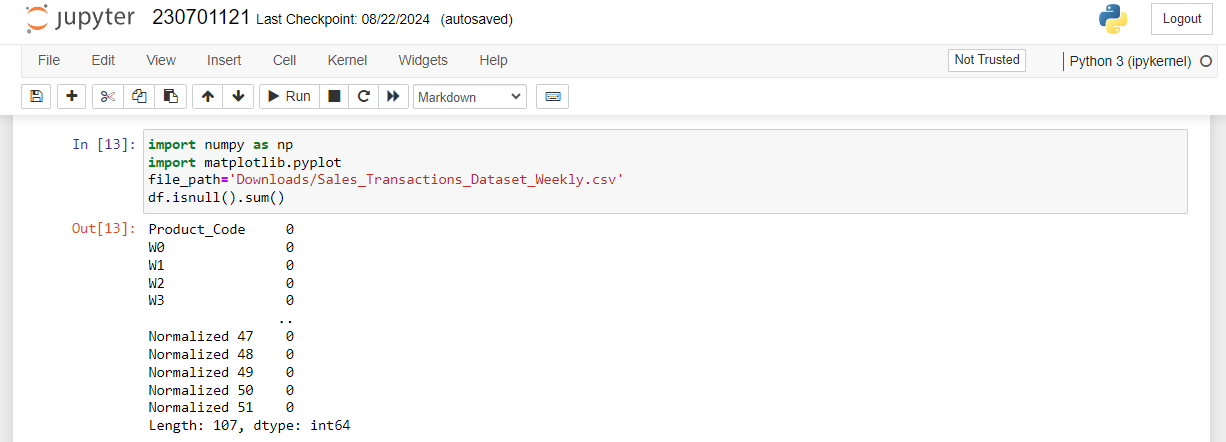 jupyter 230701121 Last Checkpoint: 08/22/2024 (autosaved)
Logout
File Edit View Insert Cell Kernel Widgets Help
Not Trusted
Python 3 (ipykernel)
Run
Markdown
In [13]:
import numpy as np
import matplotlib.pyplot
file_path='Downloads/Sales_Transactions_Dataset_Weekly.csv'
df.isnull().sum()
Out[13]:
Product_Code 0
W0 0
W1 0
W2 0
W3 0
..
Normalized 47 0
Normalized 48 0
Normalized 49 0
Normalized 50 0
Normalized 51 0
Length: 107, dtype: int64